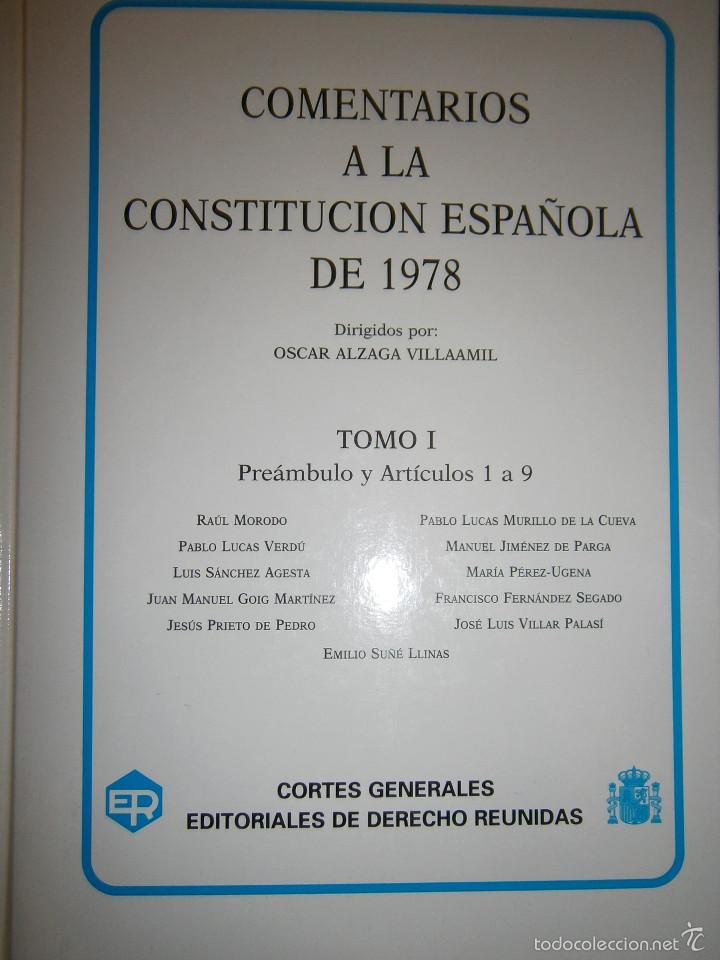 COMENTARIOS
A LA
CONSTITUCION ESPAÑOLA
DE 1978
Dirigidos por:
OSCAR ALZAGA VILLAAMIL
TOMO I
Preámbulo y Artículos 1 a 9
RAÚL MORODO
PABLO LUCAS VERDÚ
LUIS SÁNCHEZ AGESTA
JUAN MANUEL GOIG MARTÍNEZ
JESÚS PRIETO DE PEDRO
PABLO LUCAS MURILLO DE LA CUEVA
MANUEL JIMÉNEZ DE PARGA
MARÍA PÉREZ-UGENA
FRANCISCO FERNÁNDEZ SEGADO
JOSÉ LUIS VILLAR PALASÍ
EMILIO SUÑÉ LLINAS
ER
CORTES GENERALES
EDITORIALES DE DERECHO REUNIDAS
todocoleccion.net